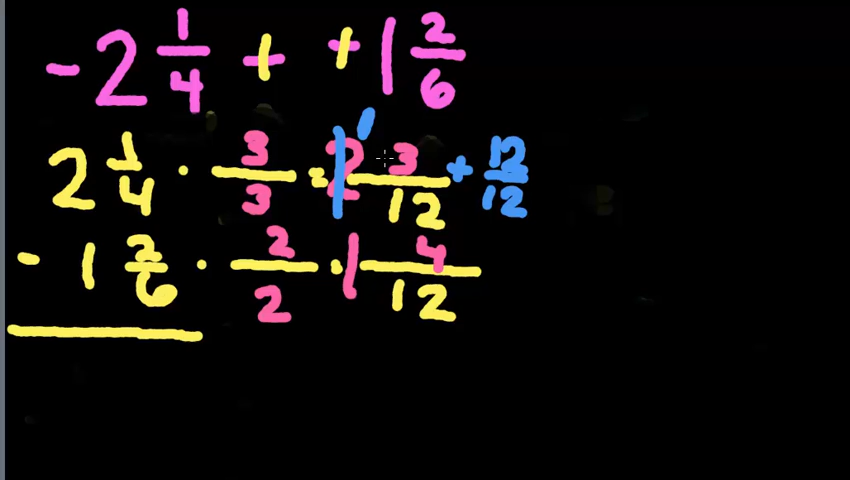 - 2 1/4 + + 1 2/6
2 1/4 · 3/3 = 2 1 3/12 + 12/12
- 1 2/6 · 2/2 = 1 4/12